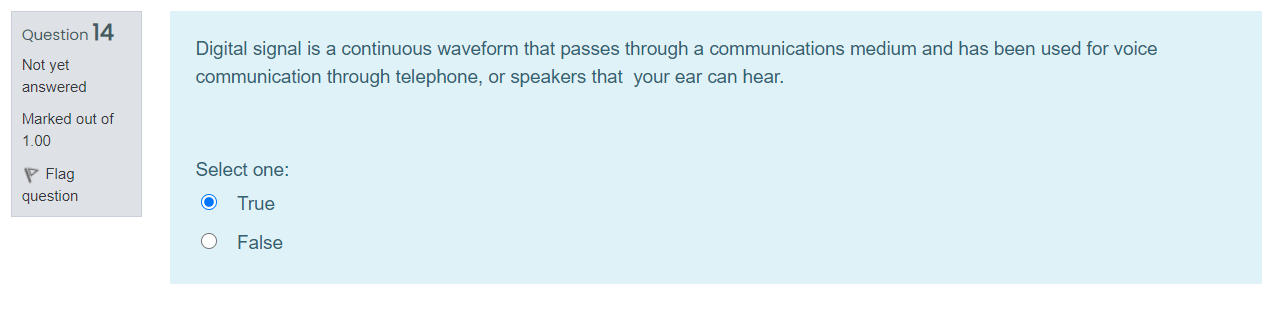 Question 14
Not yet
answered
Marked out of
1.00
Flag
question
Digital signal is a continuous waveform that passes through a communications medium and has been used for voice
communication through telephone, or speakers that  your ear can hear.
Select one:
True
False